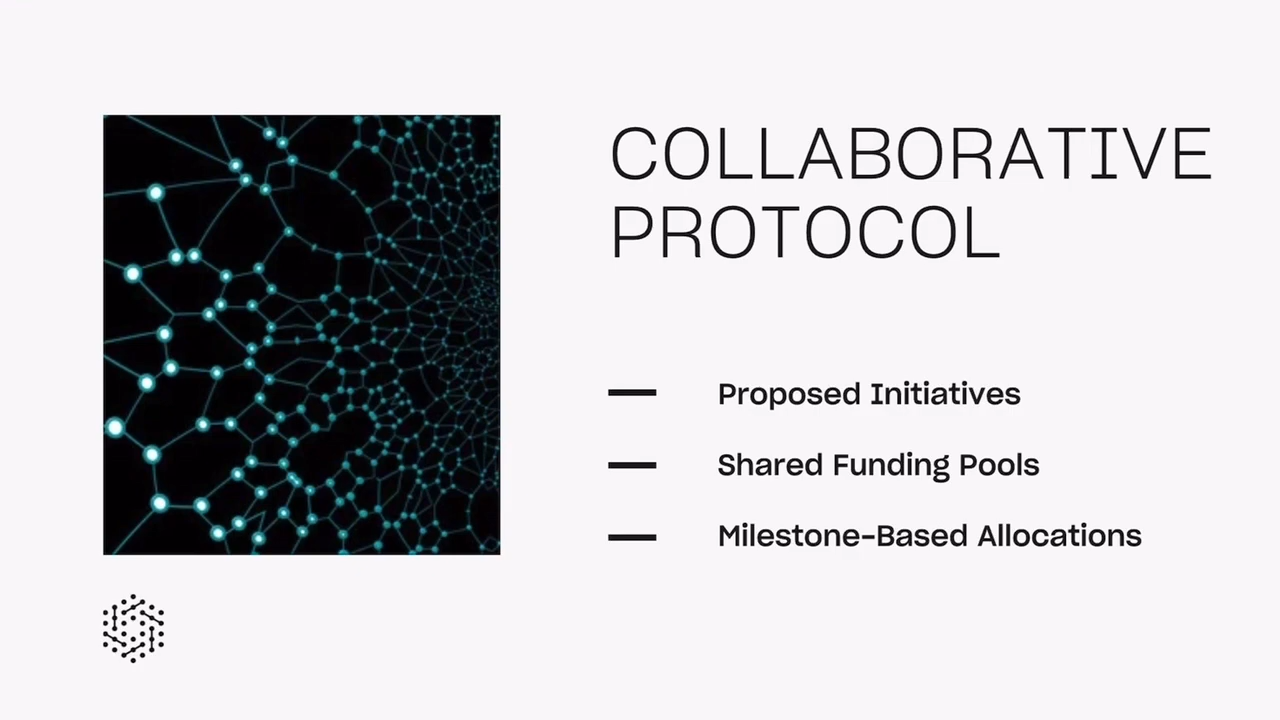 COLLABORATIVE
PROTOCOL
Proposed Initiatives
Shared Funding Pools
Milestone-Based Allocations